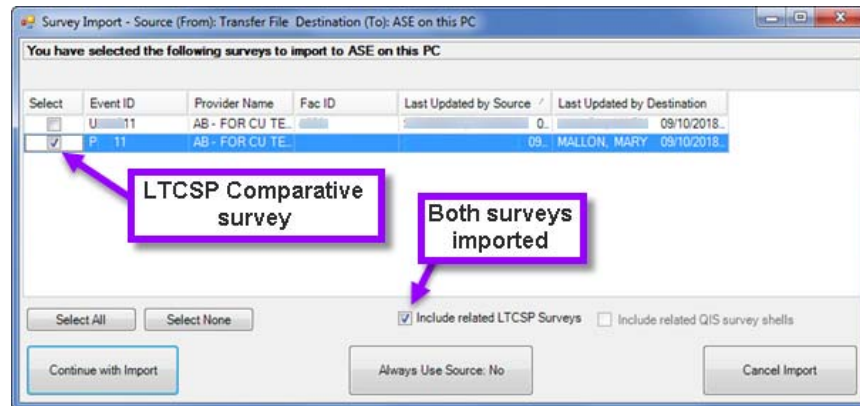 Survey Import - Source (From): Transfer File Destination (To): ASE on this PC
You have selected the following surveys to import to ASE on this PC
Select Event ID Provider Name Fac ID Last Updated by Source Last Updated by Destination
U 11 AB - FOR CU TE... 0... 09/10/2018...
P 11 AB - FOR CU TE... 09... MALLON, MARY 09/10/2018...
LTCSP Comparative
survey
Both surveys
imported
Select All Select None Include related LTCSP Surveys Include related QIS survey shells
Continue with Import Always Use Source: No Cancel Import